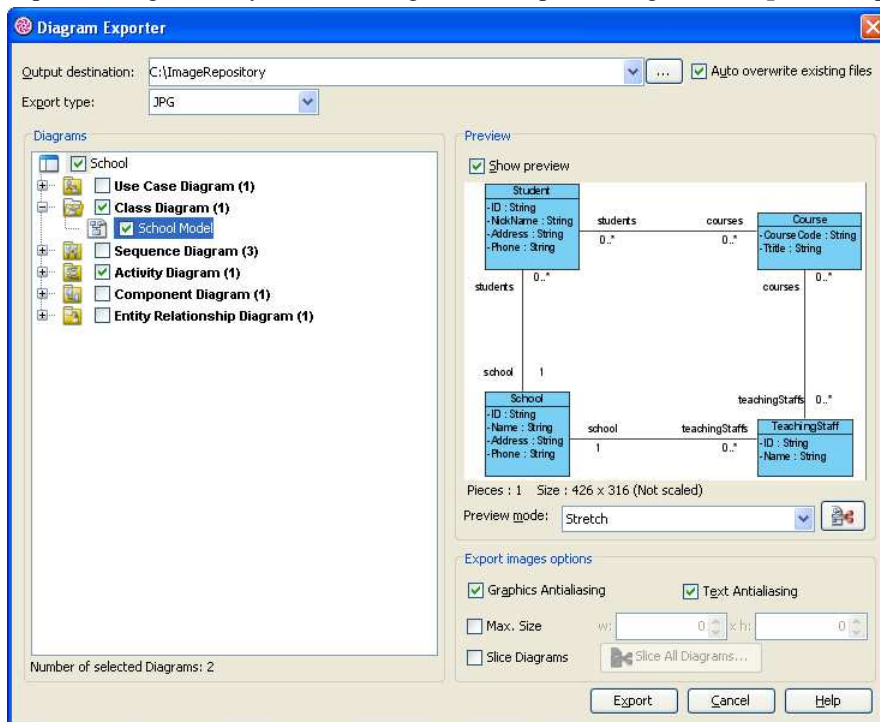 Diagram Exporter
Output destination: C:\ImageRepository ... Auto overwrite existing files
Export type: JPG
Diagrams
School
Use Case Diagram (1)
Class Diagram (1)
School Model
Sequence Diagram (3)
Activity Diagram (1)
Component Diagram (1)
Entity Relationship Diagram (1)
Number of selected Diagrams: 2
Preview
Show preview
Student
-ID : String
-NickName : String
-Address : String
-Phone : String
students
0..*
courses
0..*
Course
-Course Code : String
-Ttitle : String
0..*
students
0..*
courses
school 1
teachingStaffs 0..*
School
-ID : String
-Name : String
-Address : String
-Phone : String
school
1
teachingStaffs
0..*
TeachingStaff
-ID : String
-Name : String
Pieces : 1 Size : 426 x 316 (Not scaled)
Preview mode: Stretch
Export images options
Graphics Antialiasing Text Antialiasing
Max. Size w: 0 x h: 0
Slice Diagrams Slice All Diagrams...
Export Cancel Help